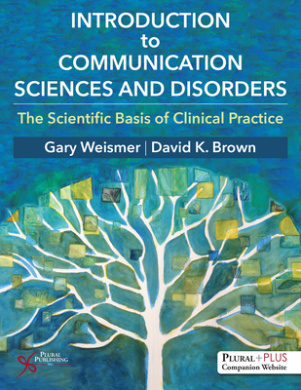 INTRODUCTION
to
COMMUNICATION
SCIENCES AND DISORDERS
The Scientific Basis of Clinical Practice
Gary Weismer | David K. Brown
PLURAL
PUBLISHING
PLURAL+PLUS
Companion Website